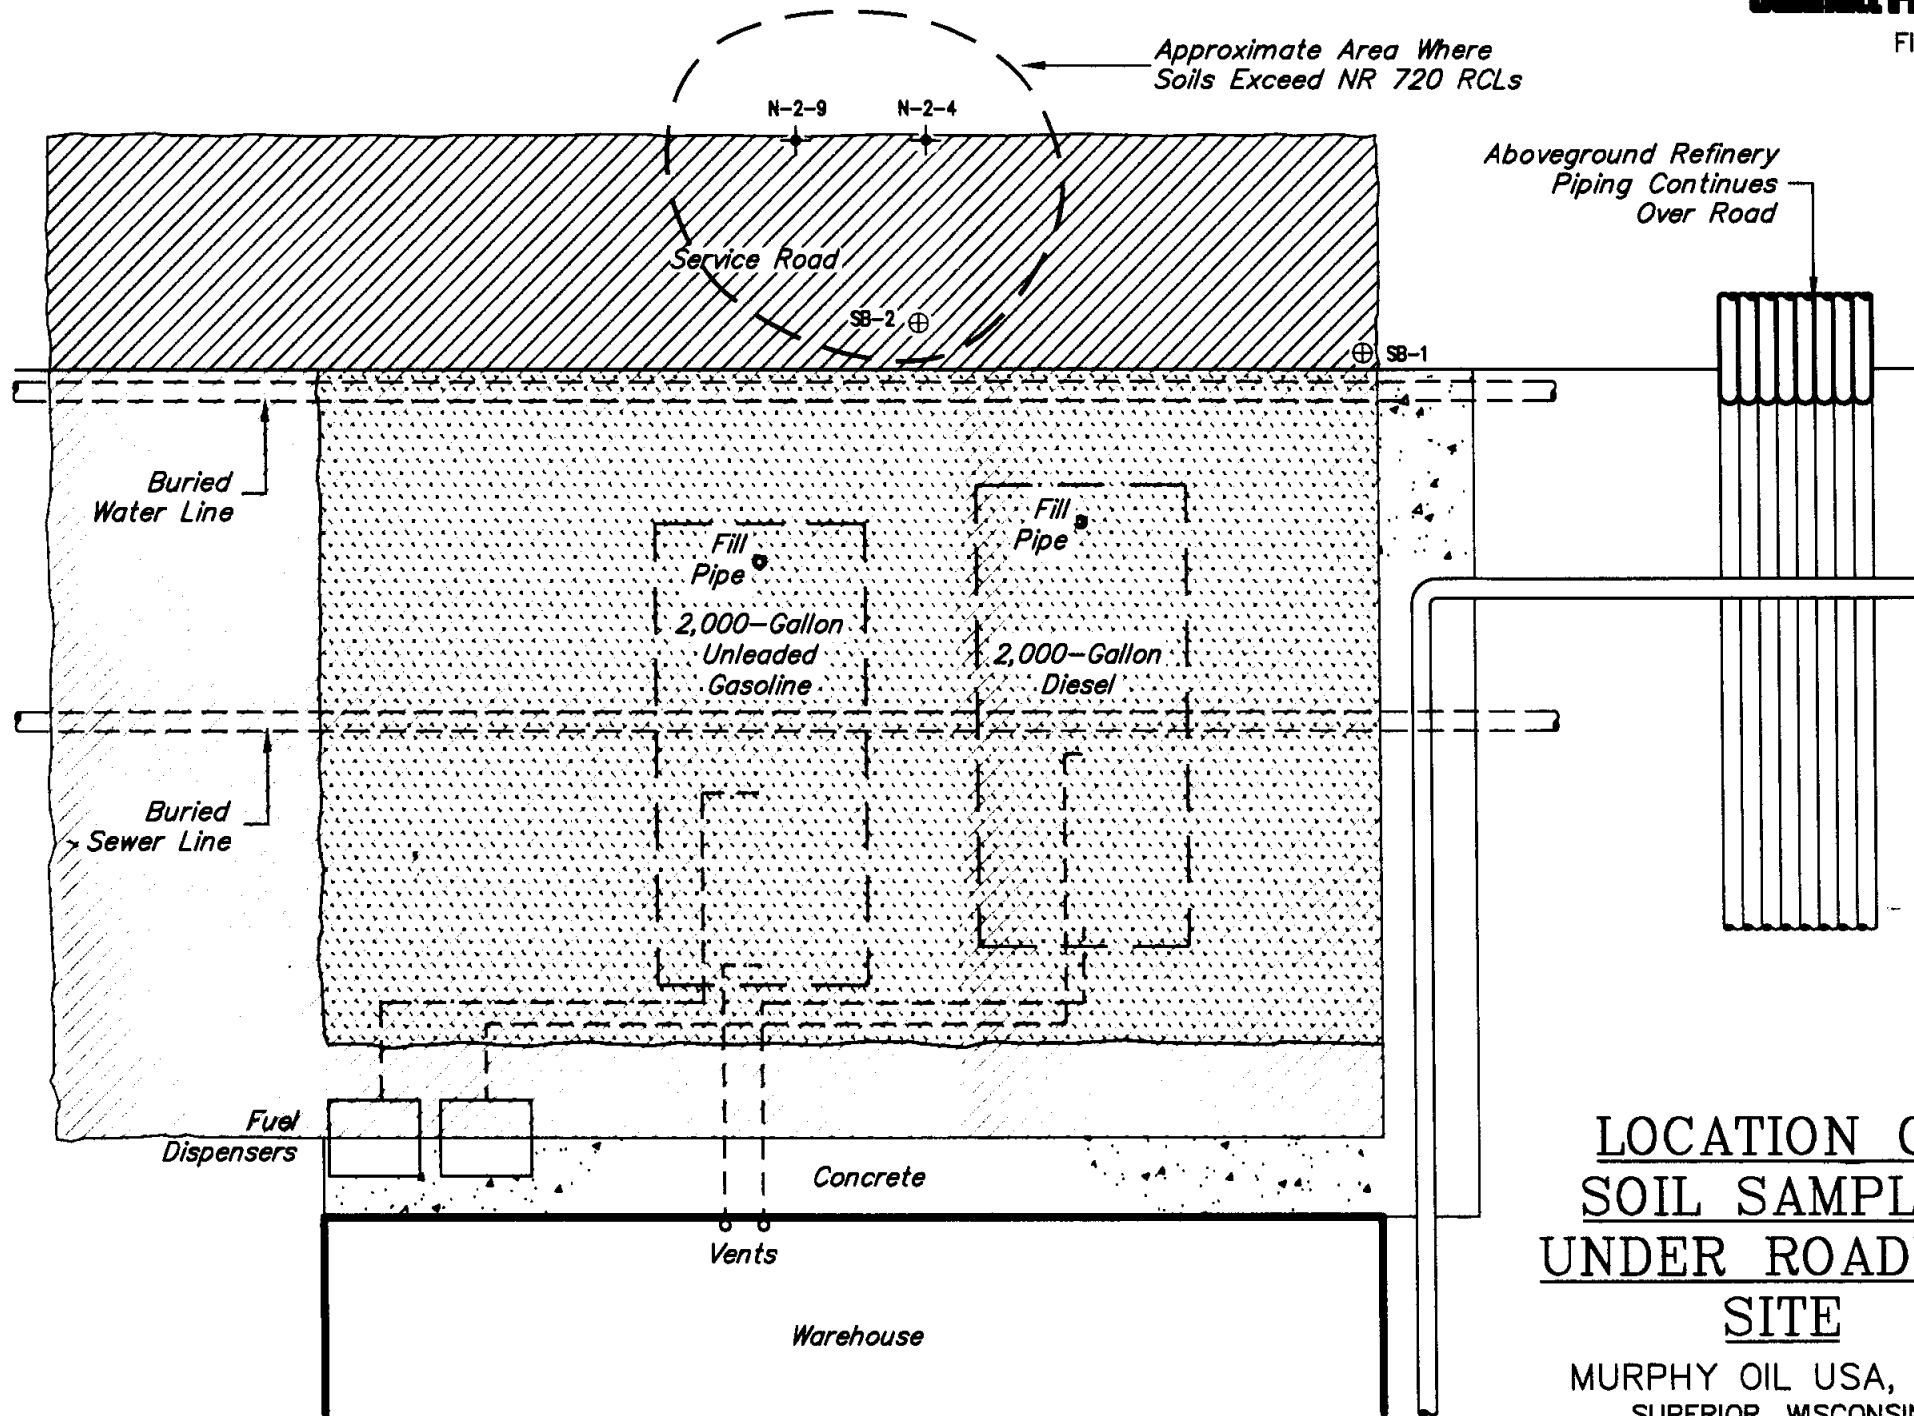 FI
Approximate Area Where
Soils Exceed NR 720 RCLs
N-2-9
N-2-4
Aboveground Refinery
Piping Continues
Over Road
Service Road
SB-2
SB-1
Buried
Water Line
Fill
Pipe
Fill
Pipe
2,000-Gallon
Unleaded
Gasoline
2,000-Gallon
Diesel
Buried
Sewer Line
Fuel
Dispensers
Concrete
Vents
Warehouse
LOCATION
SOIL SAMPL
UNDER ROAD
SITE
MURPHY OIL USA,
SUPERIOR, WISCONSIN